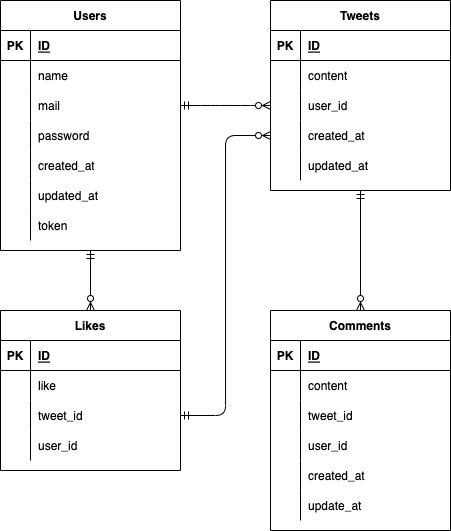 Users
PK ID
name
mail
password
created_at
updated_at
token
Tweets
PK ID
content
user_id
created_at
updated_at
Likes
PK ID
like
tweet_id
user_id
Comments
PK ID
content
tweet_id
user_id
created_at
update_at